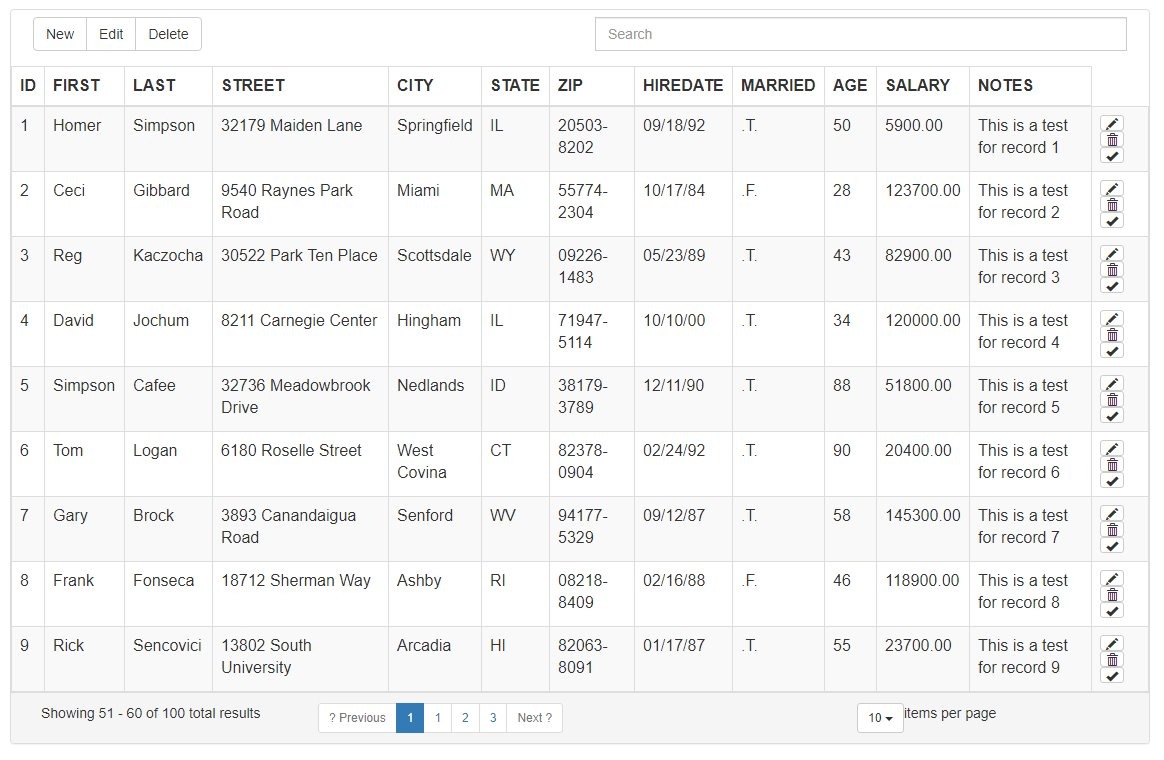 New Edit Delete Search
ID FIRST LAST STREET CITY STATE ZIP HIREDATE MARRIED AGE SALARY NOTES
1 Homer Simpson 32179 Maiden Lane Springfield IL 20503- 09/18/92 .T. 50 5900.00 This is a test
8202 for record 1
2 Ceci Gibbard 9540 Raynes Park Miami MA 55774- 10/17/84 .F. 28 123700.00 This is a test
Road 2304 for record 2
3 Reg Kaczocha 30522 Park Ten Place Scottsdale WY 09226- 05/23/89 .T. 43 82900.00 This is a test
1483 for record 3
4 David Jochum 8211 Carnegie Center Hingham IL 71947- 10/10/00 .T. 34 120000.00 This is a test
5114 for record 4
5 Simpson Cafee 32736 Meadowbrook Nedlands ID 38179- 12/11/90 .T. 88 51800.00 This is a test
Drive 3789 for record 5
6 Tom Logan 6180 Roselle Street West CT 82378- 02/24/92 .T. 90 20400.00 This is a test
Covina 0904 for record 6
7 Gary Brock 3893 Canandaigua Senford WV 94177- 09/12/87 .T. 58 145300.00 This is a test
Road 5329 for record 7
8 Frank Fonseca 18712 Sherman Way Ashby RI 08218- 02/16/88 .F. 46 118900.00 This is a test
8409 for record 8
9 Rick Sencovici 13802 South Arcadia HI 82063- 01/17/87 .T. 55 23700.00 This is a test
University 8091 for record 9
Showing 51 - 60 of 100 total results ? Previous 1 1 2 3 Next ? 10 items per page